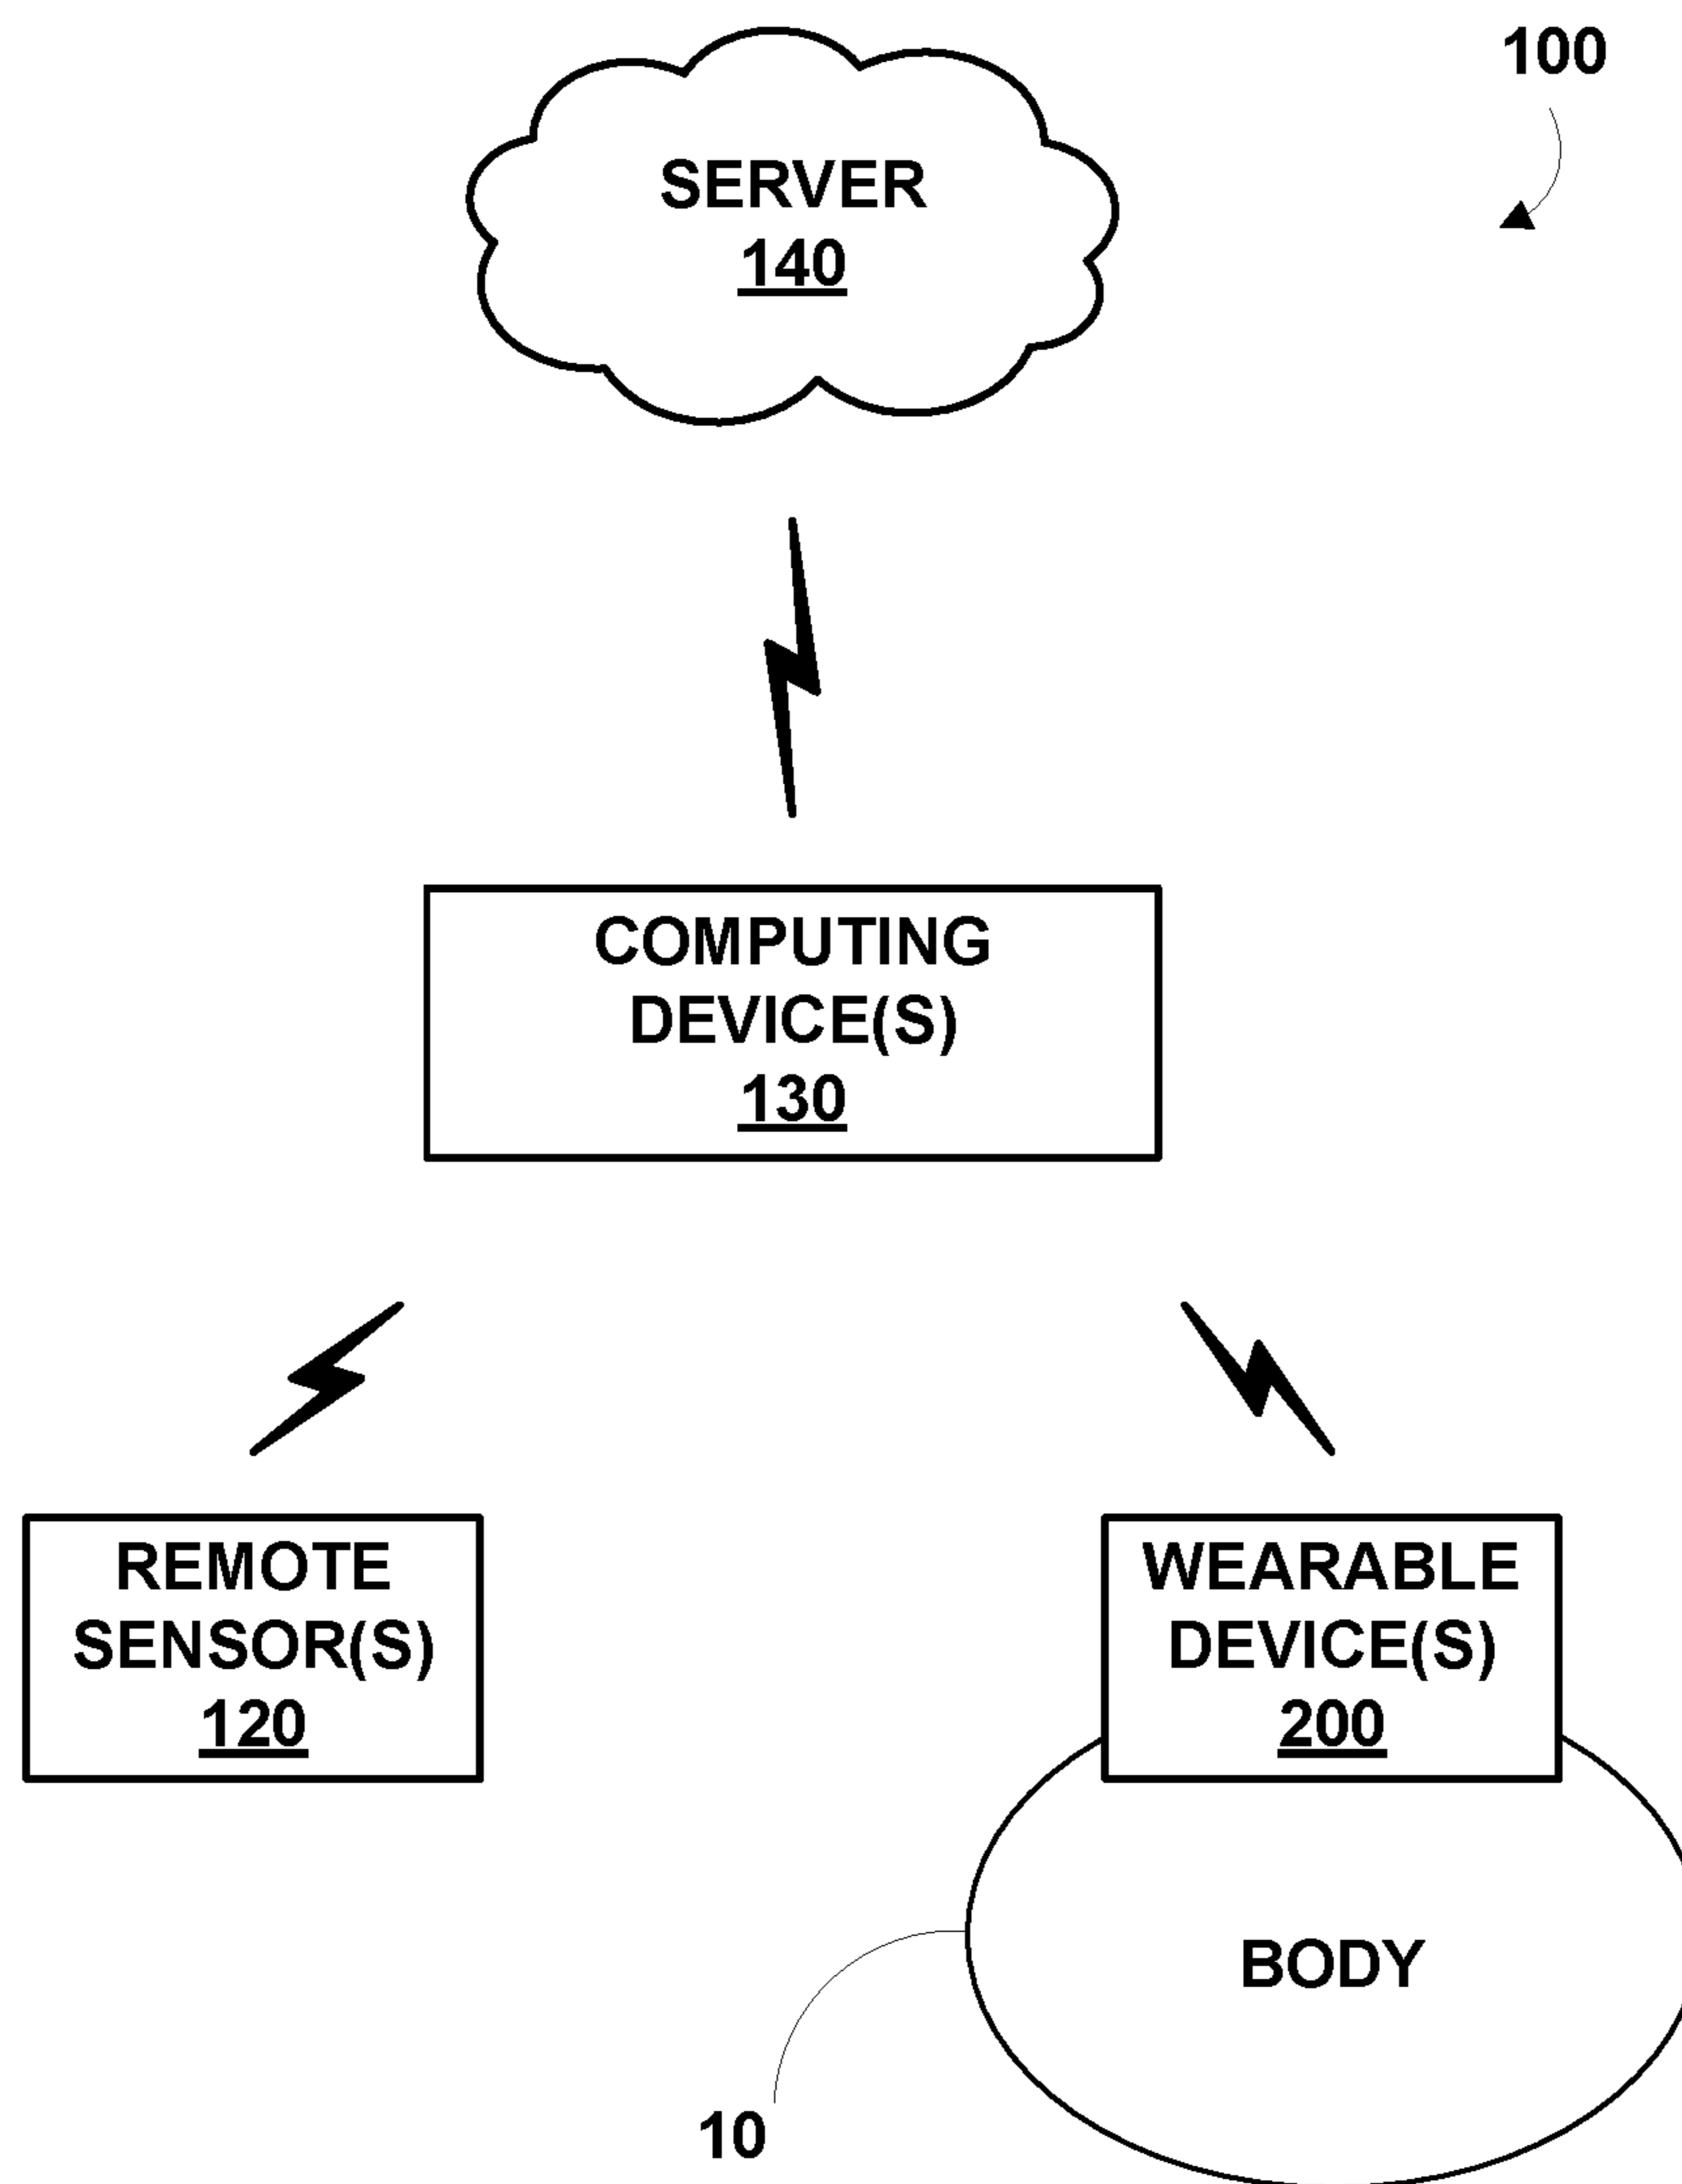 100
SERVER
140
COMPUTING
DEVICE(S)
130
REMOTE
SENSOR(S)
120
WEARABLE
DEVICE(S)
200
BODY
10